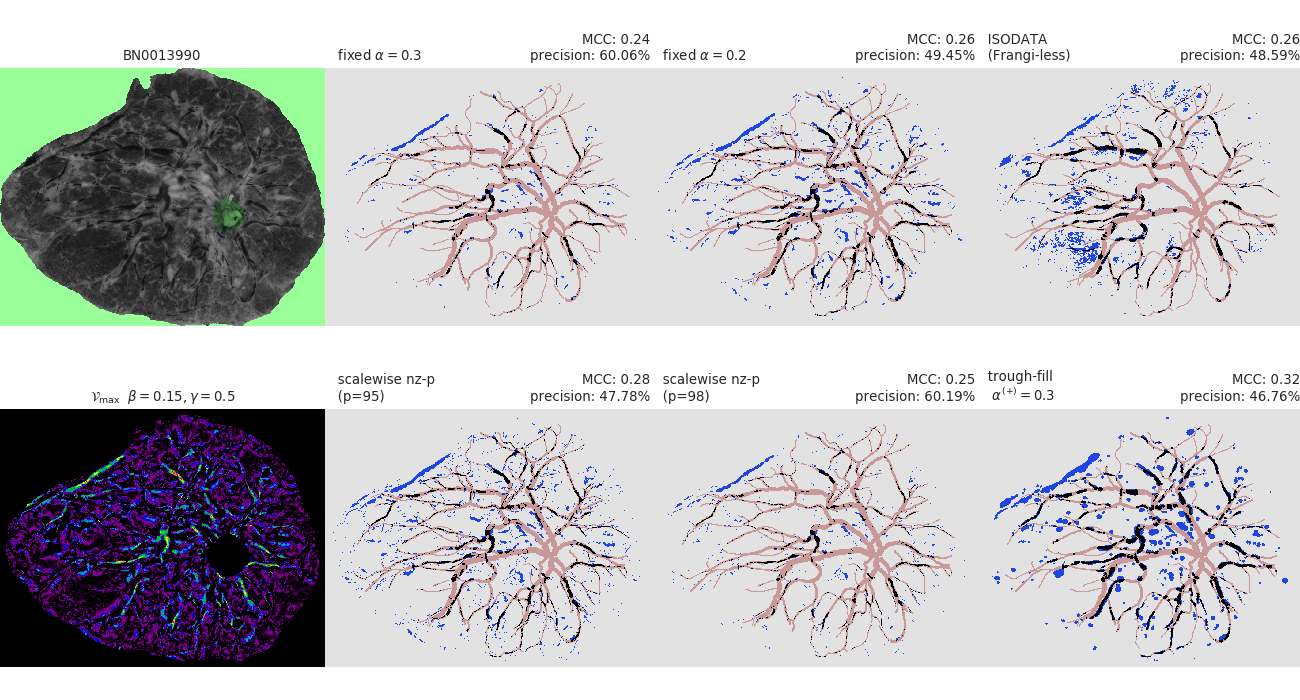 BN0013990
fixed α = 0.3
MCC: 0.24
precision: 60.06%
fixed α = 0.2
MCC: 0.26
precision: 49.45%
ISODATA
(Frangi-less)
MCC: 0.26
precision: 48.59%
𝒱max β = 0.15, γ = 0.5
scalewise nz-p
(p=95)
MCC: 0.28
precision: 47.78%
scalewise nz-p
(p=98)
MCC: 0.25
precision: 60.19%
trough-fill
α(+) = 0.3
MCC: 0.32
precision: 46.76%